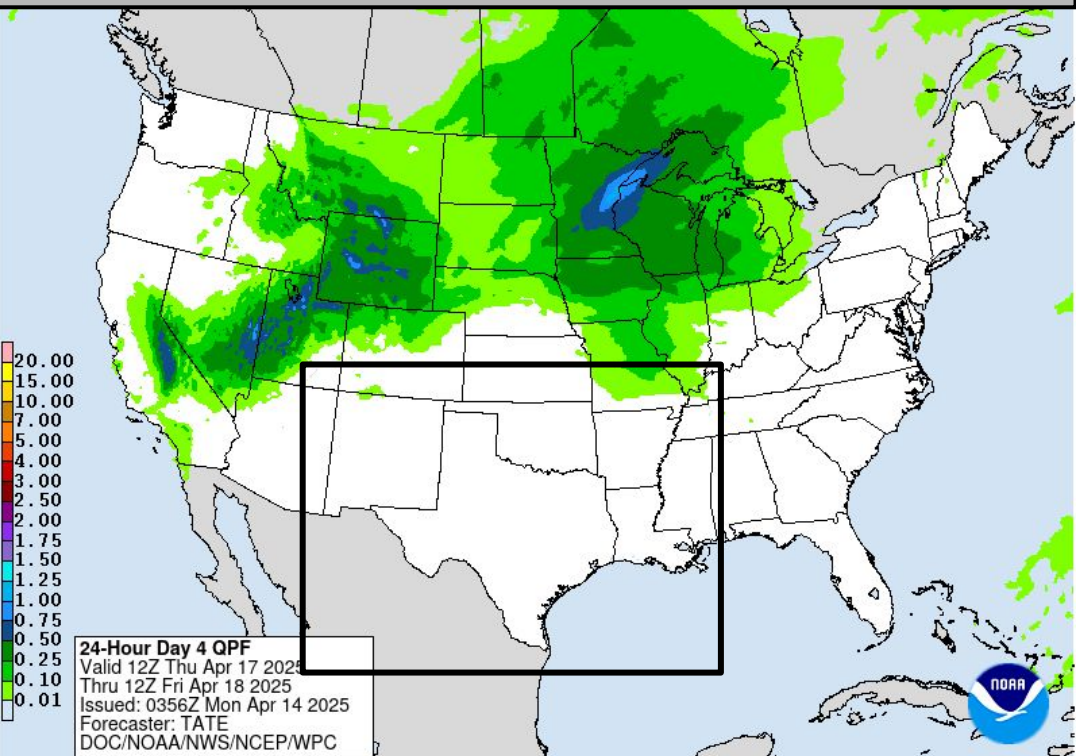 20.00
15.00
10.00
7.00
5.00
4.00
3.00
2.50
2.00
1.75
1.50
1.25
1.00
0.75
0.50
0.25
0.10
0.01
24-Hour Day 4 QPF
Valid 12Z Thu Apr 17 2025
Thru 12Z Fri Apr 18 2025
Issued: 0356Z Mon Apr 14 2025
Forecaster: TATE
DOC/NOAA/NWS/NCEP/WPC
NOAA